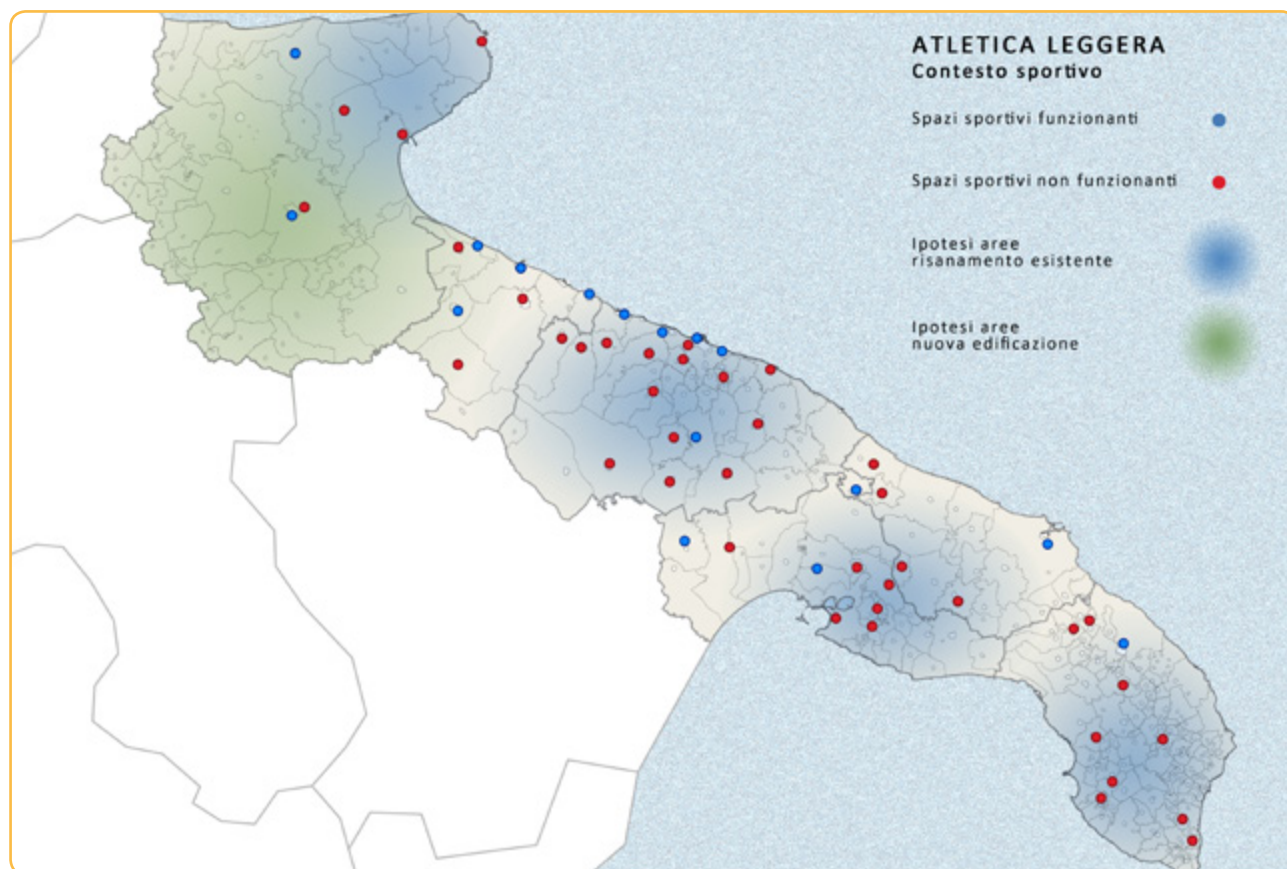 ATLETICA LEGGERA
Contesto sportivo
Spazi sportivi funzionanti
Spazi sportivi non funzionanti
Ipotesi aree
risanamento esistente
Ipotesi aree
nuova edificazione